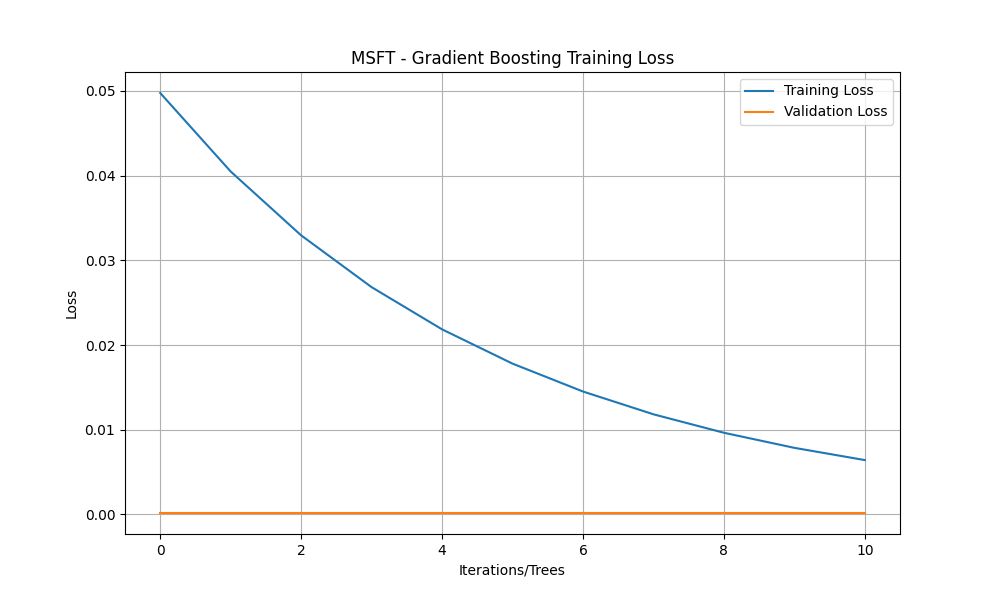 MSFT - Gradient Boosting Training Loss
Training Loss
Validation Loss
0.05
0.04
0.03
0.02
0.01
0.00
Loss
0 2 4 6 8 10
Iterations/Trees